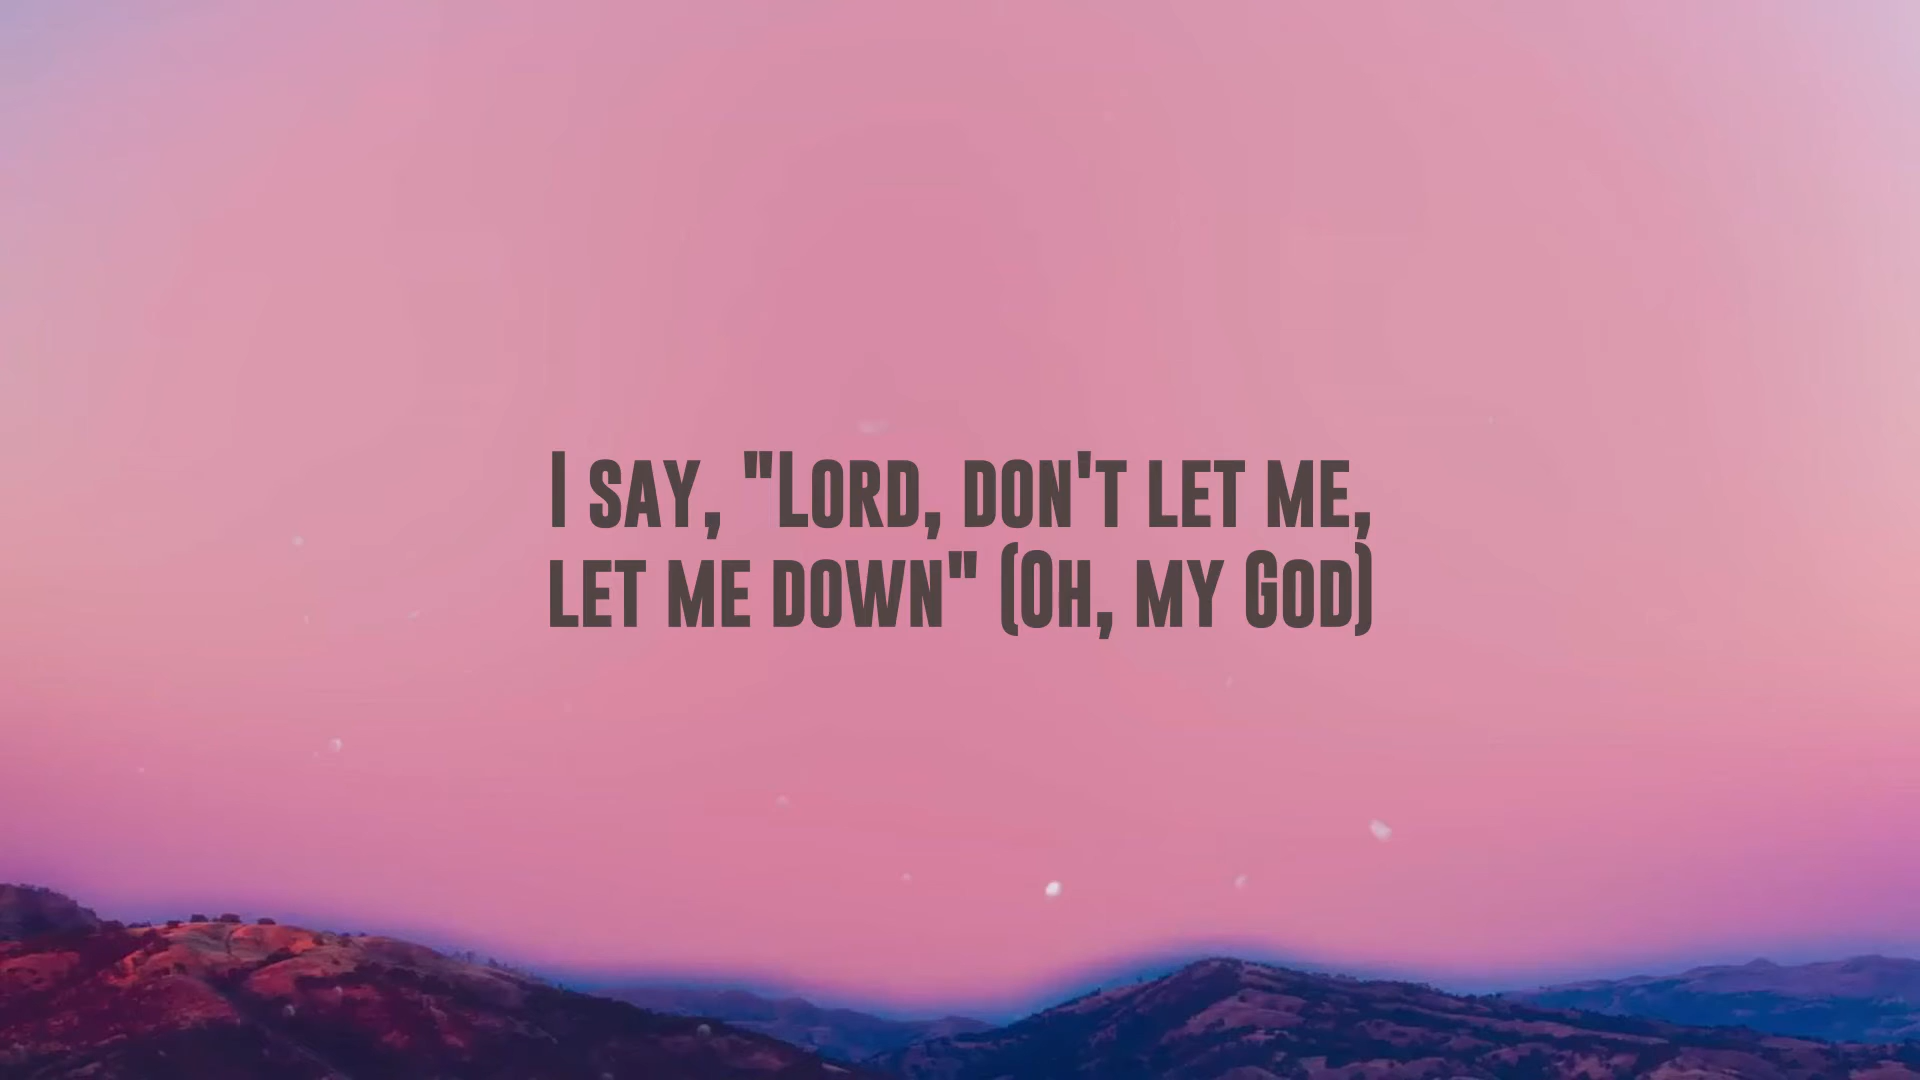 I say, "Lord, don't let me,
let me down" (Oh, my God)